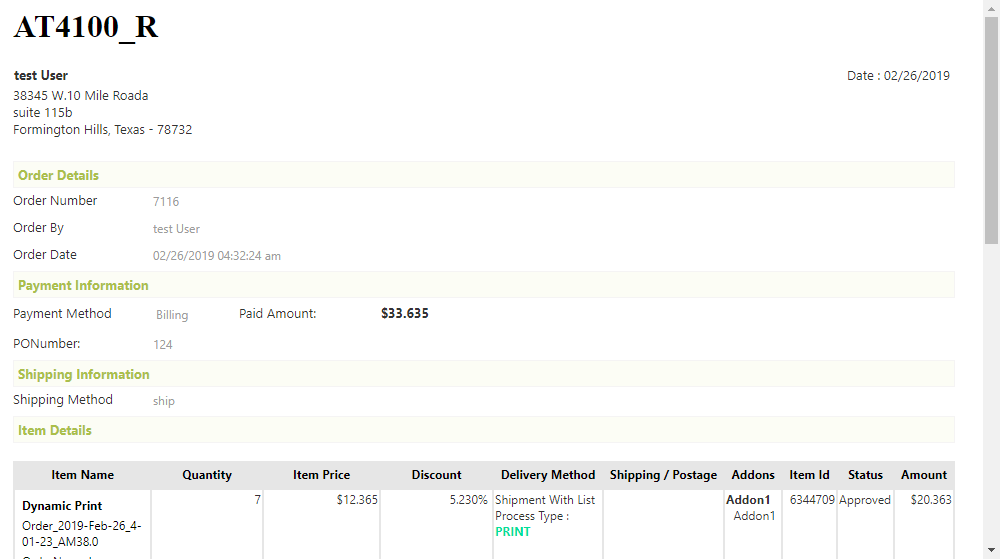 AT4100_R
test User
Date : 02/26/2019
38345 W.10 Mile Roada
suite 115b
Formington Hills, Texas - 78732
Order Details
Order Number 7116
Order By test User
Order Date 02/26/2019 04:32:24 am
Payment Information
Payment Method Billing Paid Amount: $33.635
PONumber: 124
Shipping Information
Shipping Method ship
Item Details
Item Name Quantity Item Price Discount Delivery Method Shipping / Postage Addons Item Id Status Amount
Dynamic Print 7 $12.365 5.230% Shipment With List Addon1 6344709 Approved $20.363
Order_2019-Feb-26_4- Process Type : Addon1
01-23_AM38.0 PRINT